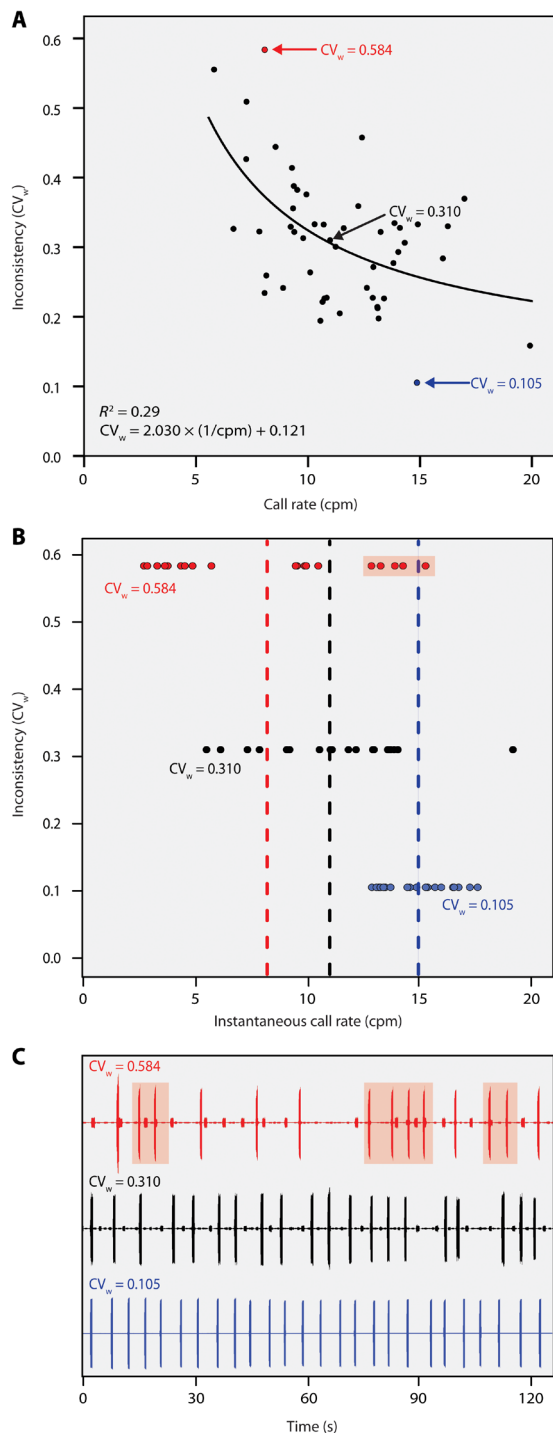 A
0.6
0.5
0.4
0.3
0.2
0.1
0.0
Inconsistency (CVw)
CVw = 0.584
CVw = 0.310
CVw = 0.105
R² = 0.29
CVw = 2.030 × (1/cpm) + 0.121
0 5 10 15 20
Call rate (cpm)
B
0.6
0.5
0.4
0.3
0.2
0.1
0.0
Inconsistency (CVw)
CVw = 0.584
CVw = 0.310
CVw = 0.105
0 5 10 15 20
Instantaneous call rate (cpm)
C
CVw = 0.584
CVw = 0.310
CVw = 0.105
0 30 60 90 120
Time (s)